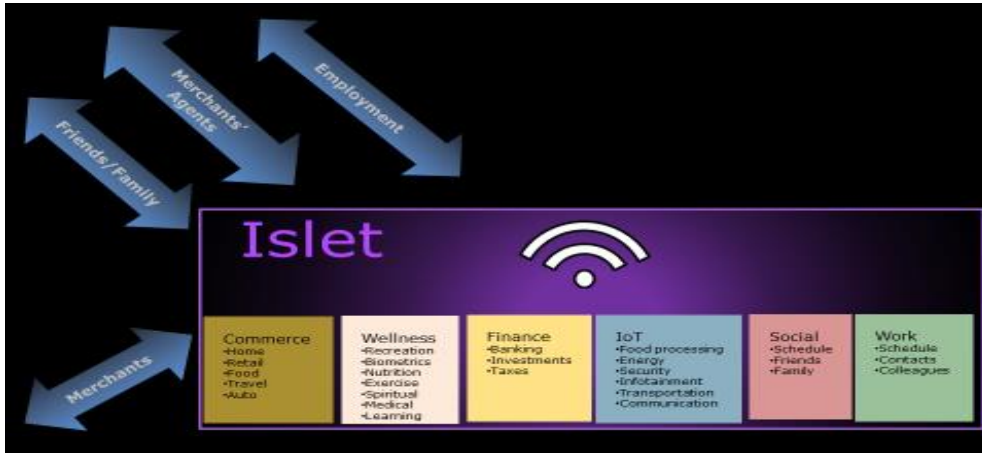 Employment
Merchants'
Agents
Friends/Family
Merchants
Islet
Commerce
•Home
•Retail
•Food
•Travel
•Auto
Wellness
•Recreation
•Biometrics
•Nutrition
•Exercise
•Spiritual
•Medical
•Learning
Finance
•Banking
•Investments
•Taxes
IoT
•Food processing
•Energy
•Security
•Infotainment
•Transportation
•Communication
Social
•Schedule
•Friends
•Family
Work
•Schedule
•Contacts
•Colleagues